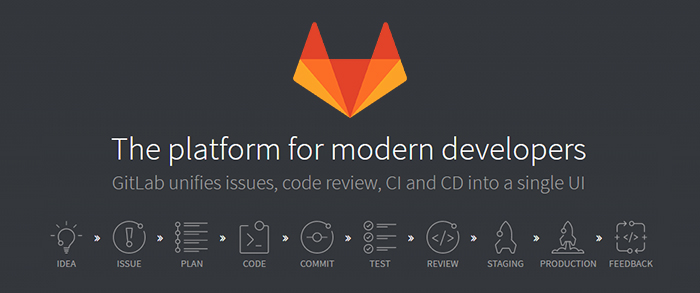 The platform for modern developers
GitLab unifies issues, code review, CI and CD into a single UI
IDEA ISSUE PLAN CODE COMMIT TEST REVIEW STAGING PRODUCTION FEEDBACK